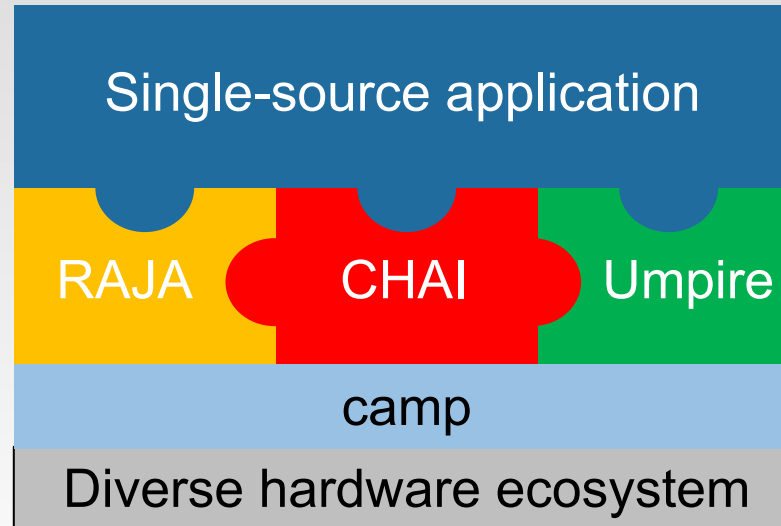 Single-source application
RAJA CHAI Umpire
camp
Diverse hardware ecosystem